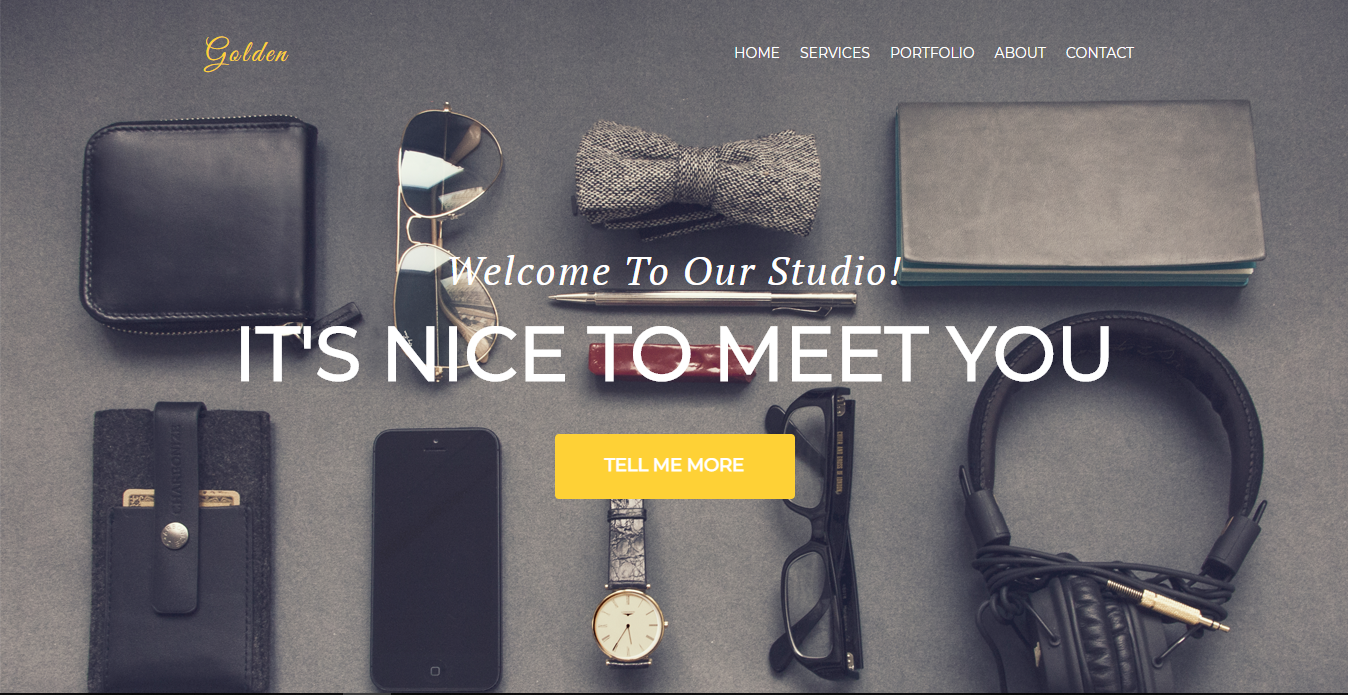 Golden
HOME SERVICES PORTFOLIO ABOUT CONTACT
Welcome To Our Studio!
IT'S NICE TO MEET YOU
TELL ME MORE